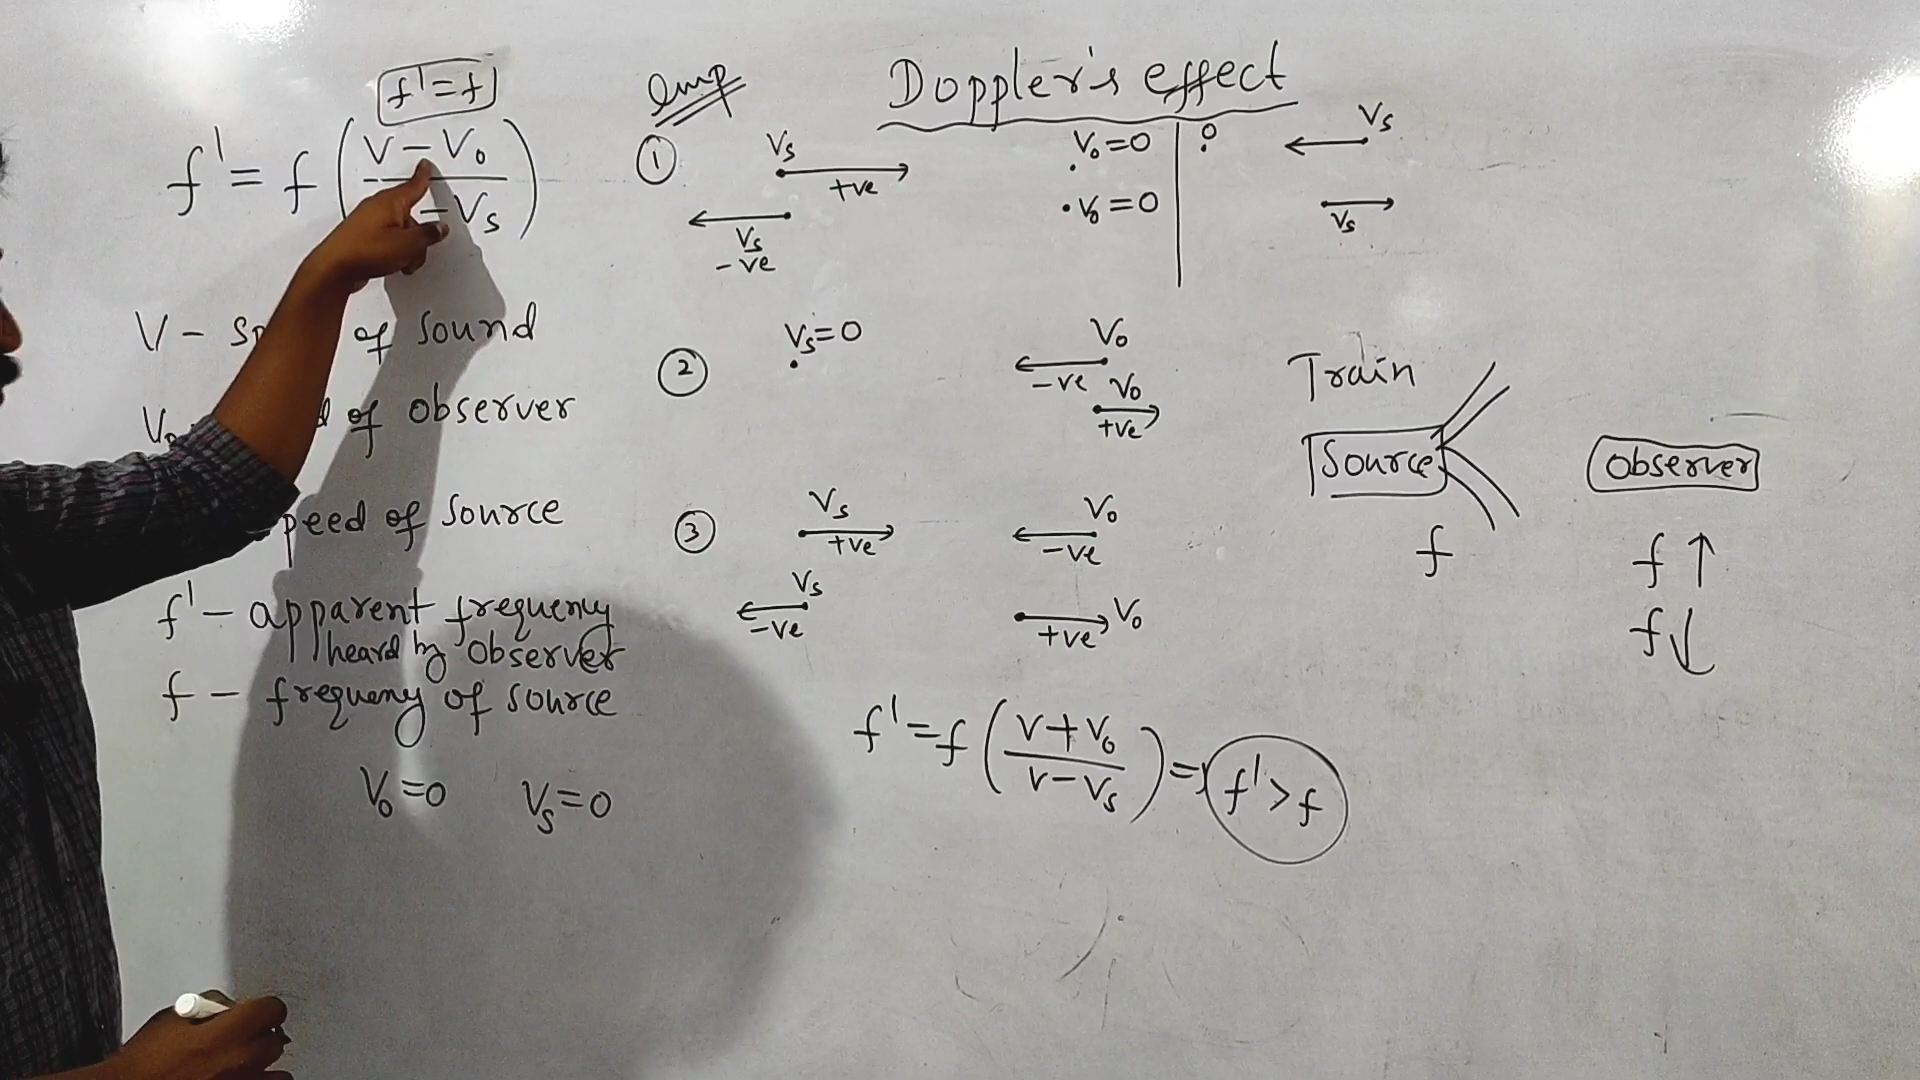 f' = f
f' = f (V - V₀ / - Vₛ)
V - of sound
V₀ of observer
peed of source
f' - apparent frequency
heard by observer
f - frequeny of source
V₀ = 0 Vₛ = 0
Imp
Doppler's effect
① Vₛ +ve V₀ = 0
Vₛ -ve V₀ = 0
o Vₛ
Vₛ
② Vₛ = 0 V₀ -ve
V₀ +ve
③ Vₛ +ve V₀ -ve
Vₛ -ve +ve V₀
f' = f (V + V₀ / V - Vₛ) ⇒ f' > f
Train
Source Observer
f f ↑
f ↓